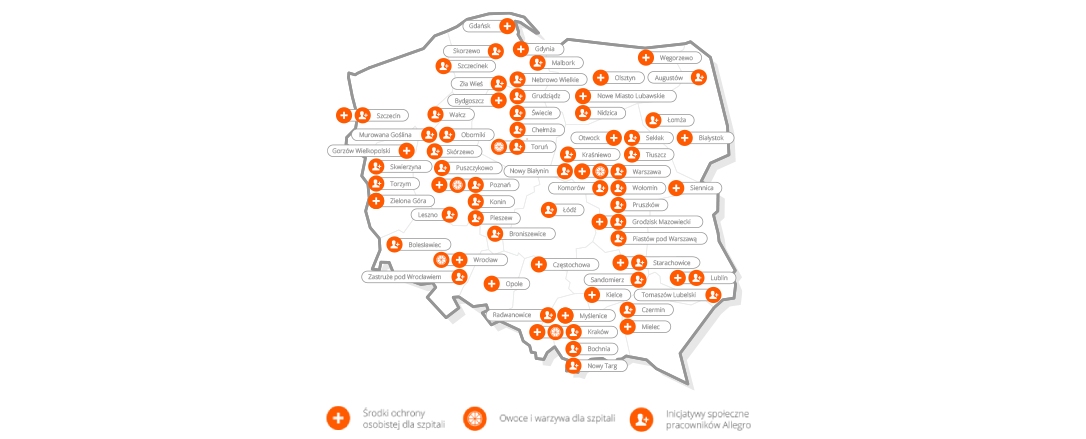 Gdańsk
Skorzewo
Gdynia
Szczecinek
Malbork
Węgorzewo
Zła Wieś
Nebrowo Wielkie
Olsztyn
Augustów
Bydgoszcz
Grudziądz
Nowe Miasto Lubawskie
Szczecin
Wałcz
Świecie
Nidzica
Łomża
Murowana Goślina
Oborniki
Chełmża
Otwock
Sekłak
Białystok
Gorzów Wielkopolski
Skórzewo
Toruń
Kraśniewo
Tłuszcz
Skwierzyna
Puszczykowo
Nowy Białynin
Warszawa
Torzym
Poznań
Komorów
Wołomin
Siennica
Zielona Góra
Konin
Łódź
Pruszków
Leszno
Pleszew
Grodzisk Mazowiecki
Broniszewice
Piastów pod Warszawą
Bolesławiec
Wrocław
Częstochowa
Starachowice
Zastruże pod Wrocławiem
Opole
Sandomierz
Lublin
Kielce
Tomaszów Lubelski
Radwanowice
Myślenice
Czermin
Kraków
Mielec
Bochnia
Nowy Targ
Środki ochrony
osobistej dla szpitali
Owoce i warzywa dla szpitali
Inicjatywy społeczne
pracowników Allegro